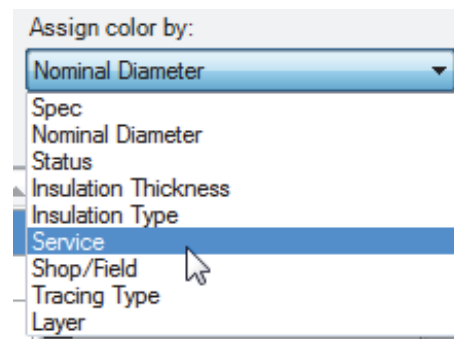 Assign color by:
Nominal Diameter
Spec
Nominal Diameter
Status
Insulation Thickness
Insulation Type
Service
Shop/Field
Tracing Type
Layer